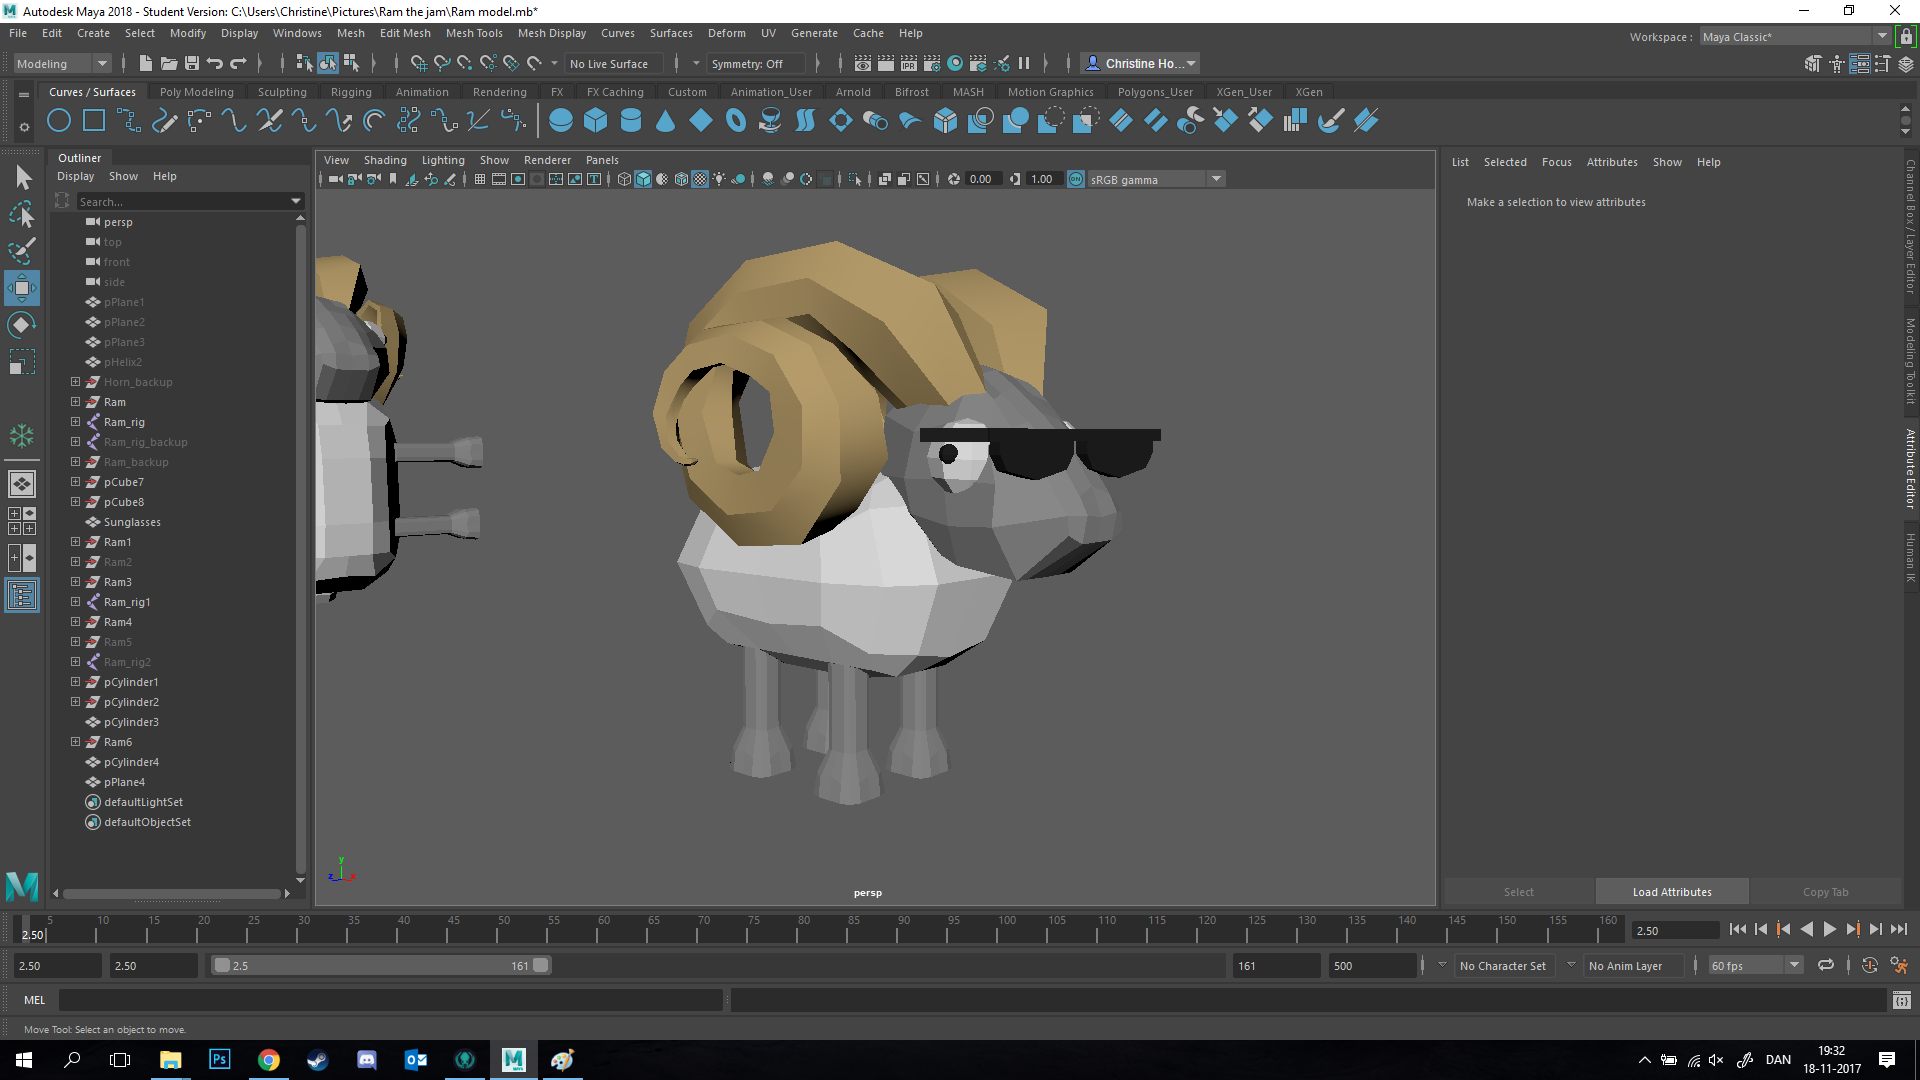 Autodesk Maya 2018 - Student Version: C:\Users\Christine\Pictures\Ram the jam\Ram model.mb*
File Edit Create Select Modify Display Windows Mesh Edit Mesh Mesh Tools Mesh Display Curves Surfaces Deform UV Generate Cache Help
Workspace : Maya Classic*
Modeling No Live Surface Symmetry: Off IPR Christine Ho...
Curves / Surfaces Poly Modeling Sculpting Rigging Animation Rendering FX FX Caching Custom Animation_User Arnold Bifrost MASH Motion Graphics Polygons_User XGen_User XGen
Outliner
Display Show Help
Search...
persp
top
front
side
pPlane1
pPlane2
pPlane3
pHelix2
Horn_backup
Ram
Ram_rig
Ram_rig_backup
Ram_backup
pCube7
pCube8
Sunglasses
Ram1
Ram2
Ram3
Ram_rig1
Ram4
Ram5
Ram_rig2
pCylinder1
pCylinder2
pCylinder3
Ram6
pCylinder4
pPlane4
defaultLightSet
defaultObjectSet
View Shading Lighting Show Renderer Panels
0.00 1.00 ON sRGB gamma
y
z x
persp
List Selected Focus Attributes Show Help
Make a selection to view attributes
Select Load Attributes Copy Tab
Channel Box / Layer Editor
Modeling Toolkit
Attribute Editor
Human IK
5 10 15 20 25 30 35 40 45 50 55 60 65 70 75 80 85 90 95 100 105 110 115 120 125 130 135 140 145 150 155 160
2.50 2.50
2.50 2.50 2.5 161 161 500 No Character Set No Anim Layer 60 fps
MEL
Move Tool: Select an object to move.
Ps M DAN 19:32
18-11-2017